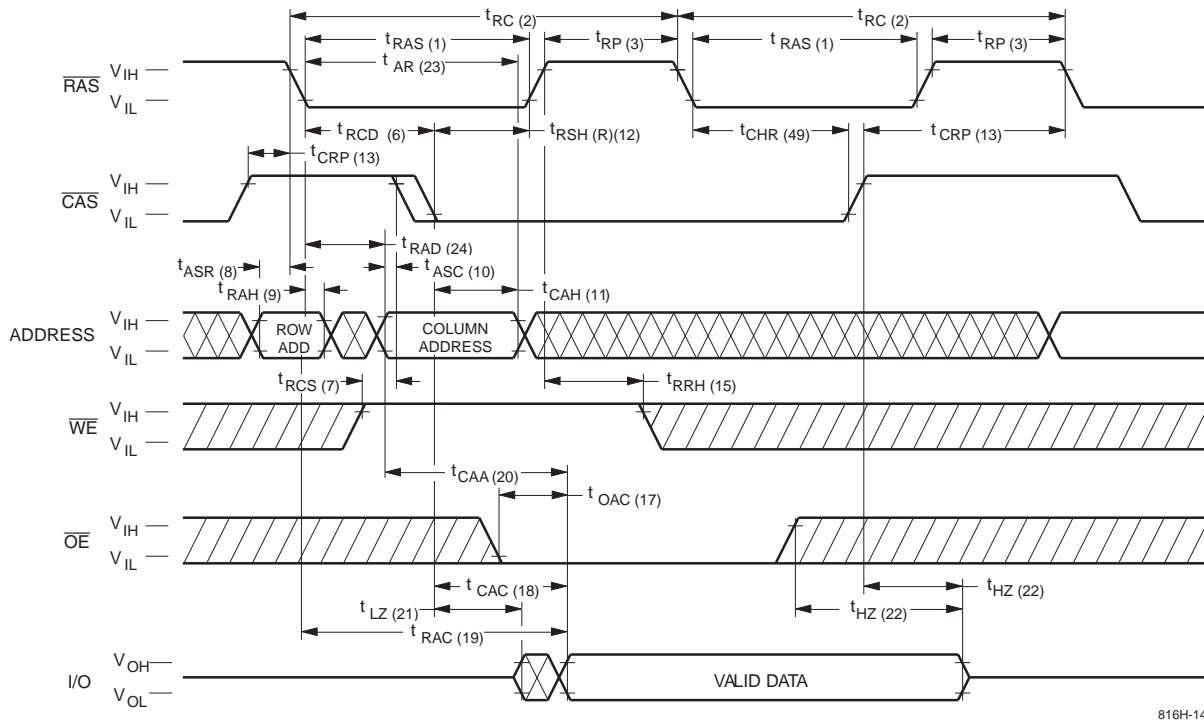 tRC (2) tRC (2)
tRAS (1) tRP (3) tRAS (1) tRP (3)
tAR (23)
RAS VIH
VIL
tRCD (6) tRSH (R)(12) tCHR (49) tCRP (13)
tCRP (13)
CAS VIH
VIL
tRAD (24)
tASR (8) tASC (10)
tRAH (9) tCAH (11)
ADDRESS VIH
VIL
ROW ADD
COLUMN ADDRESS
tRCS (7) tRRH (15)
WE VIH
VIL
tCAA (20)
tOAC (17)
OE VIH
VIL
tCAC (18) tHZ (22)
tLZ (21) tHZ (22)
tRAC (19)
I/O VOH
VOL
VALID DATA
816H-14